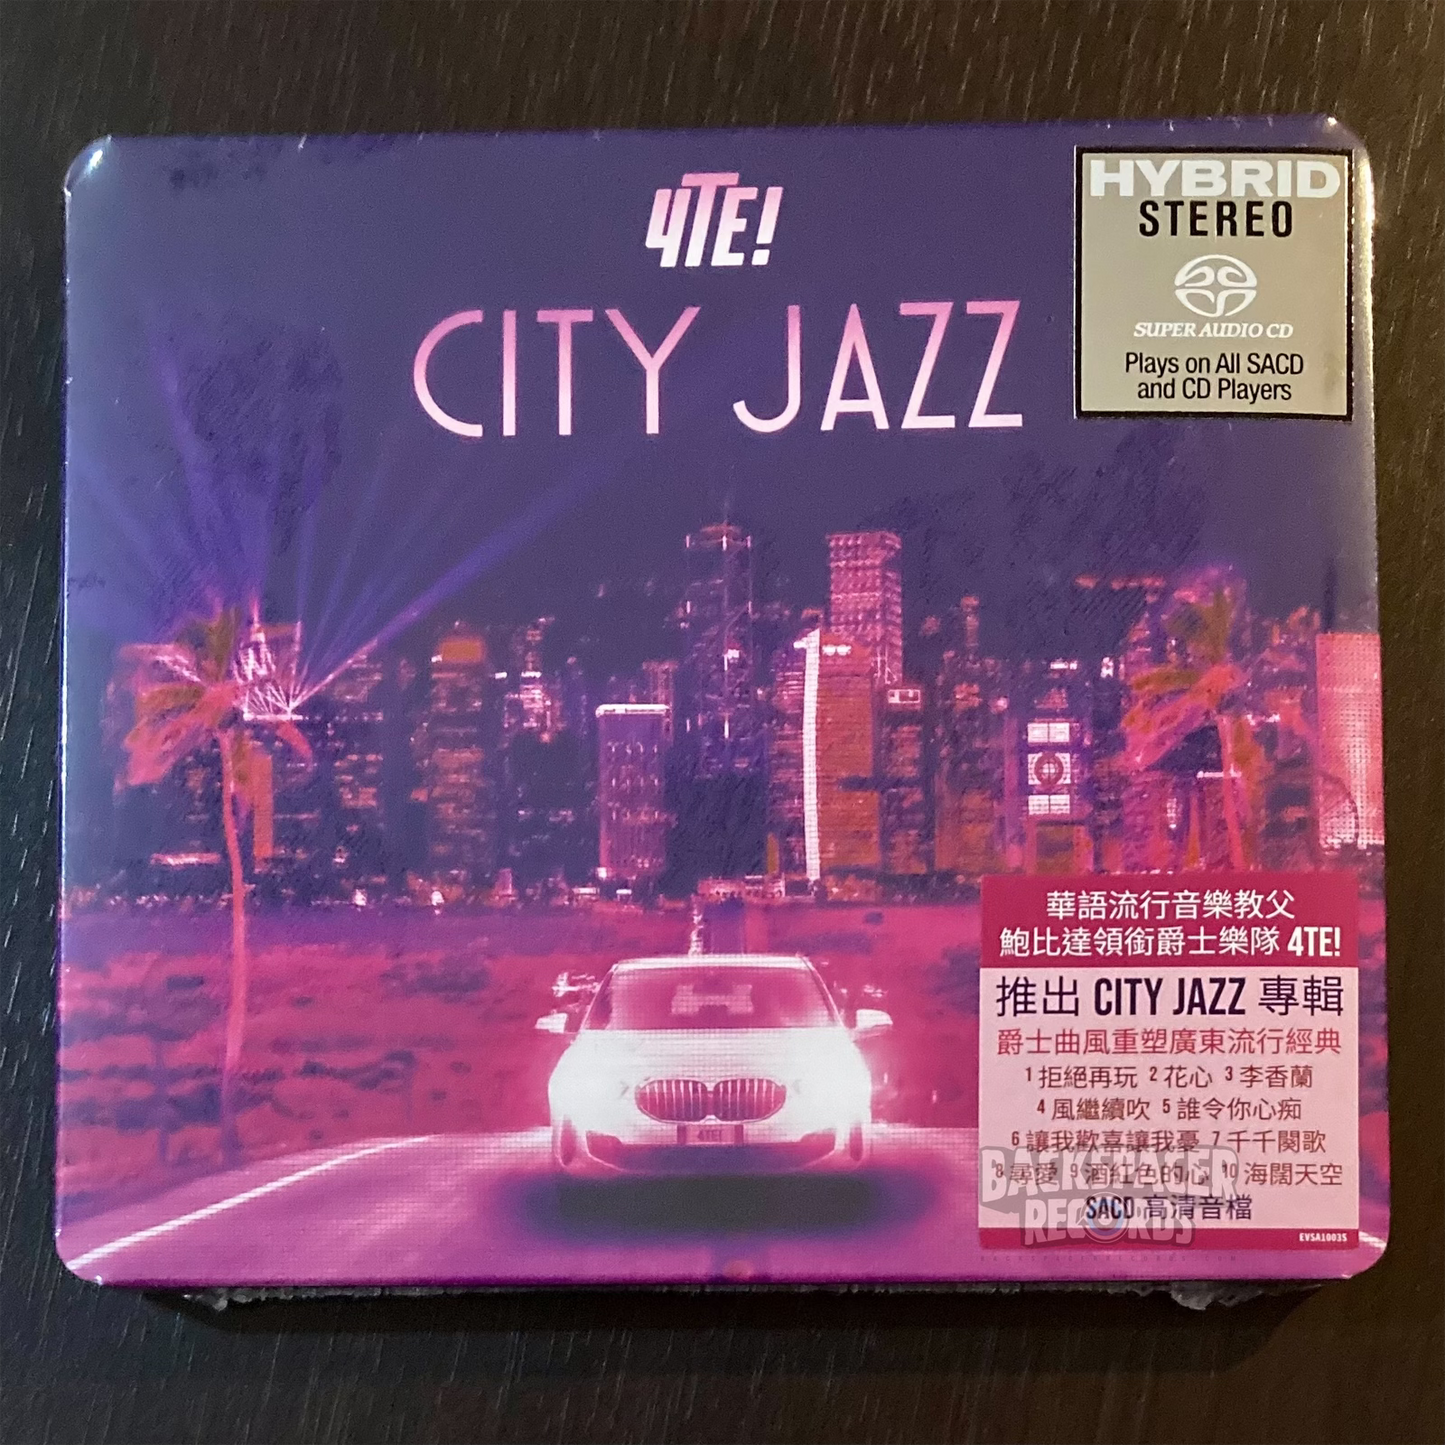 4TE!
CITY JAZZ
HYBRID
STEREO
SUPER AUDIO CD
Plays on All SACD
and CD Players
4TE!
華語流行音樂教父
鮑比達領銜爵士樂隊 4TE!
推出 CITY JAZZ 專輯
爵士曲風重塑廣東流行經典
1 拒絕再玩 2 花心 3 李香蘭
4 風繼續吹 5 誰令你心痴
6 讓我歡喜讓我憂 7 千千闋歌
8 尋愛 9 酒紅色的心 10 海闊天空
SACD 高清音檔
EVSA1003S
BACKSPACER
RECORDS